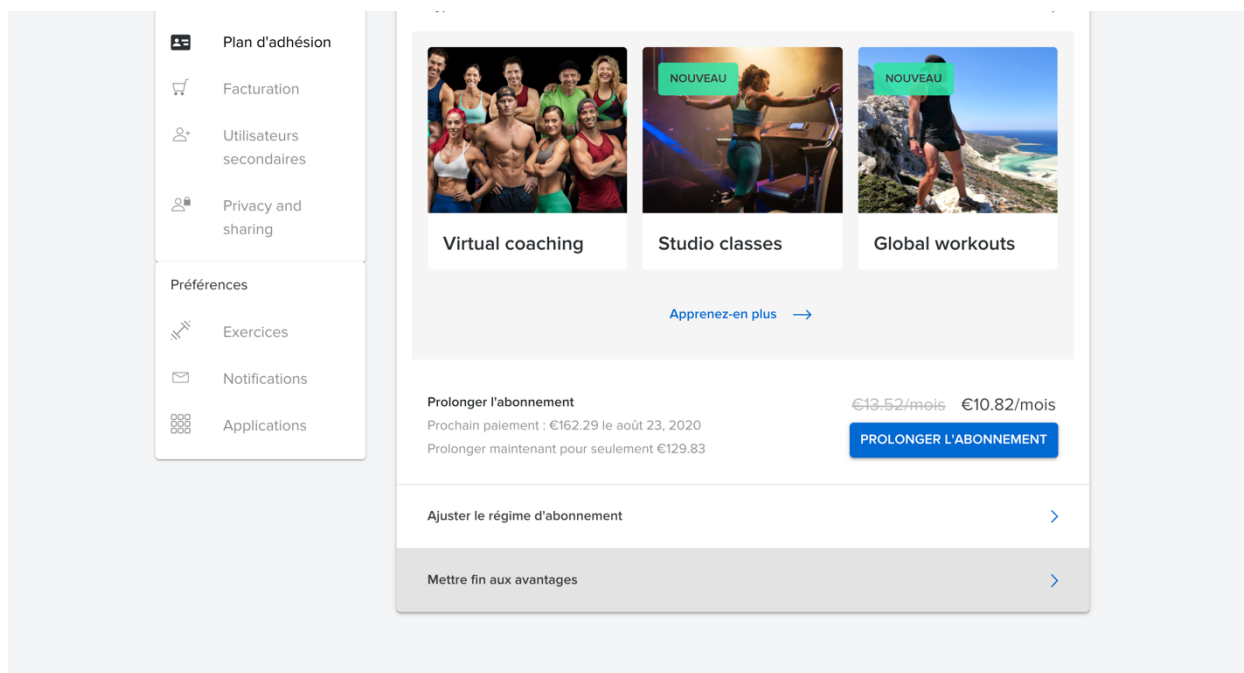 Plan d'adhésion
Facturation
Utilisateurs
secondaires
Privacy and
sharing
Préférences
Exercices
Notifications
Applications
NOUVEAU
NOUVEAU
Virtual coaching
Studio classes
Global workouts
Apprenez-en plus
Prolonger l'abonnement
Prochain paiement : €162.29 le août 23, 2020
Prolonger maintenant pour seulement €129.83
€13.52/mois €10.82/mois
PROLONGER L'ABONNEMENT
Ajuster le régime d'abonnement
Mettre fin aux avantages